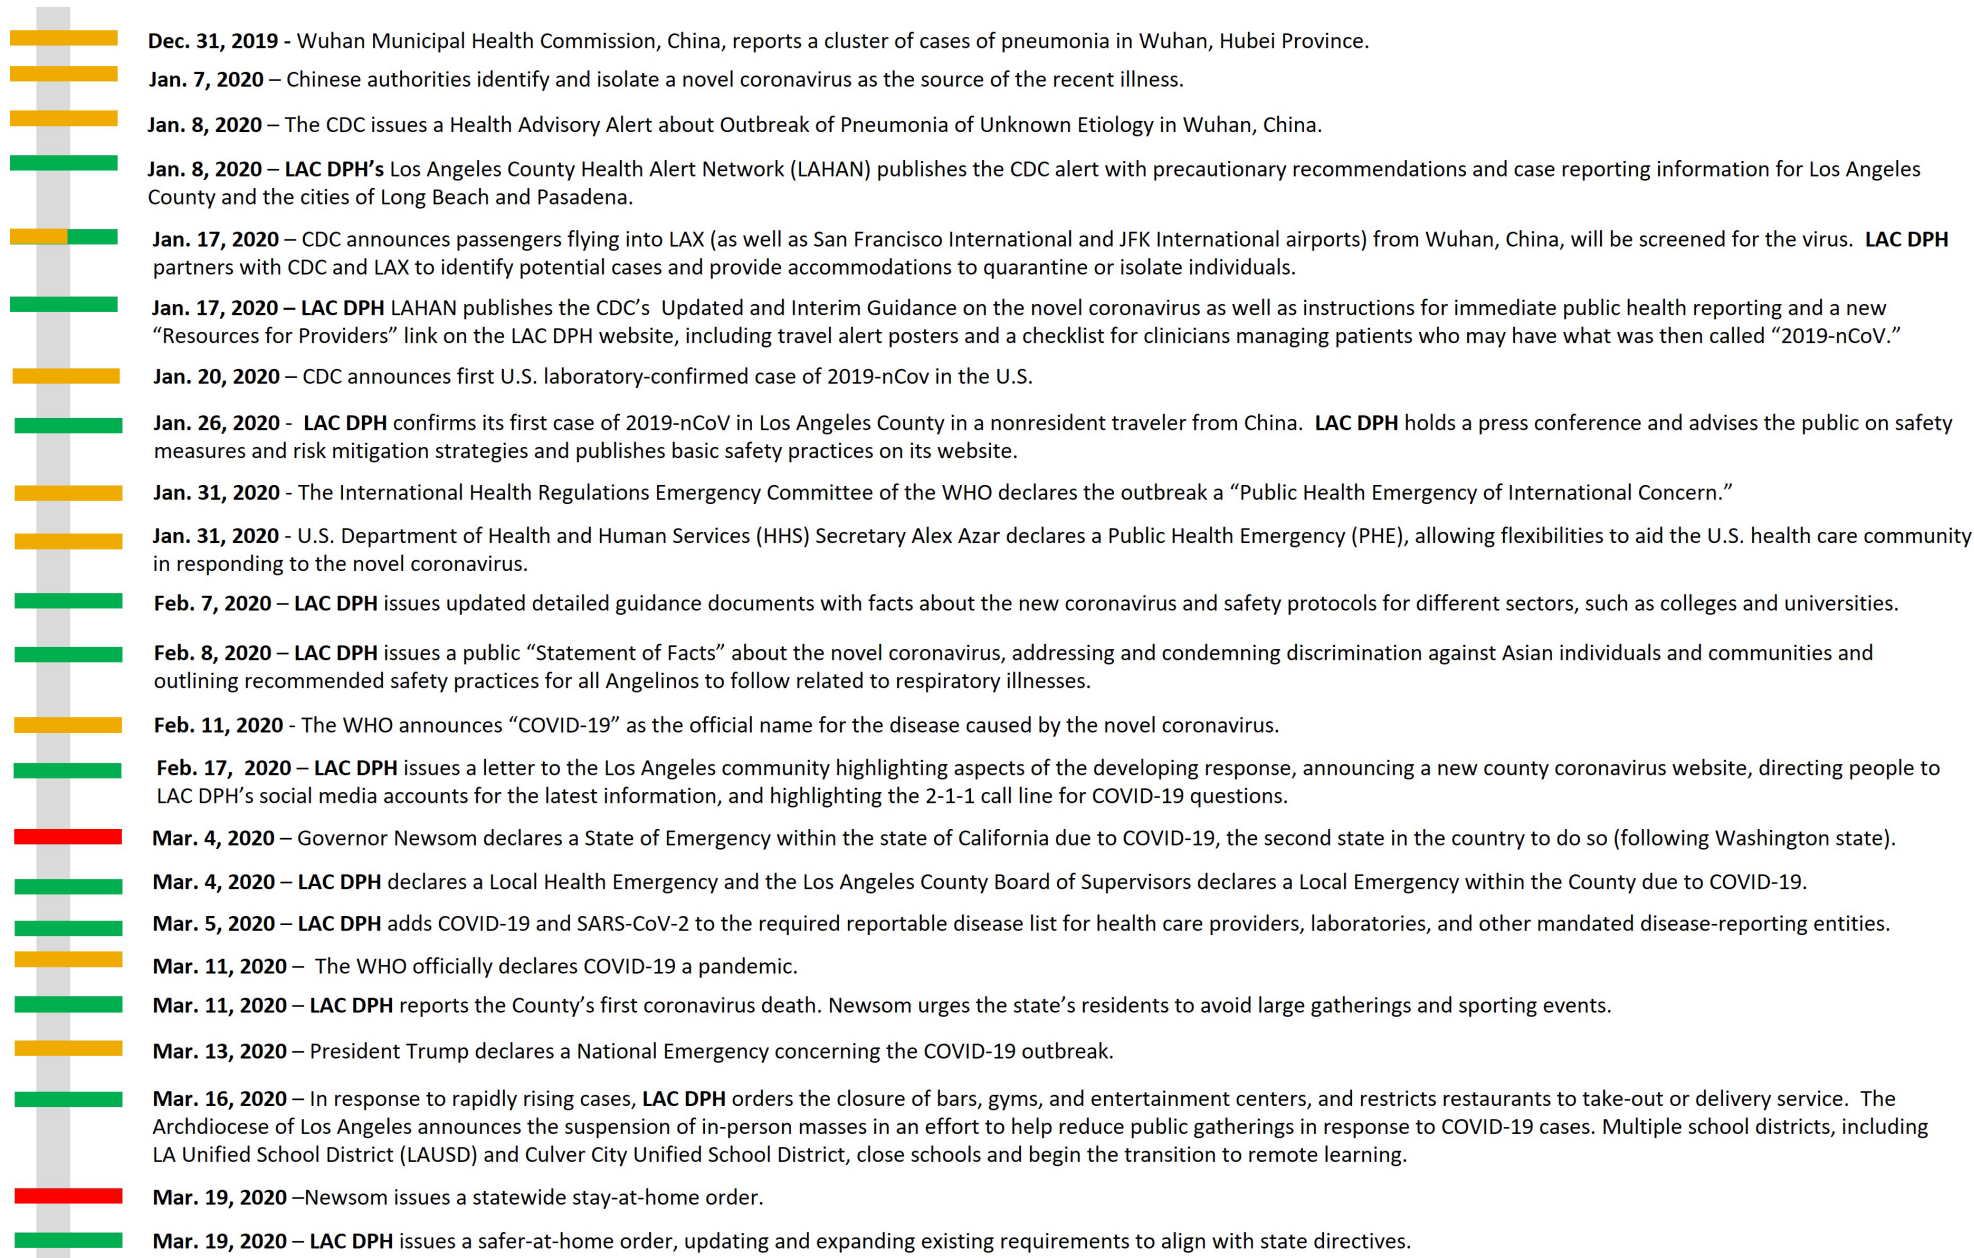 Dec. 31, 2019 - Wuhan Municipal Health Commission, China, reports a cluster of cases of pneumonia in Wuhan, Hubei Province.
Jan. 7, 2020 – Chinese authorities identify and isolate a novel coronavirus as the source of the recent illness.
Jan. 8, 2020 – The CDC issues a Health Advisory Alert about Outbreak of Pneumonia of Unknown Etiology in Wuhan, China.
Jan. 8, 2020 – LAC DPH’s Los Angeles County Health Alert Network (LAHAN) publishes the CDC alert with precautionary recommendations and case reporting information for Los Angeles
County and the cities of Long Beach and Pasadena.
Jan. 17, 2020 – CDC announces passengers flying into LAX (as well as San Francisco International and JFK International airports) from Wuhan, China, will be screened for the virus.  LAC DPH
partners with CDC and LAX to identify potential cases and provide accommodations to quarantine or isolate individuals.
Jan. 17, 2020 – LAC DPH LAHAN publishes the CDC’s  Updated and Interim Guidance on the novel coronavirus as well as instructions for immediate public health reporting and a new
“Resources for Providers” link on the LAC DPH website, including travel alert posters and a checklist for clinicians managing patients who may have what was then called “2019-nCoV.”
Jan. 20, 2020 – CDC announces first U.S. laboratory-confirmed case of 2019-nCov in the U.S.
Jan. 26, 2020 -  LAC DPH confirms its first case of 2019-nCoV in Los Angeles County in a nonresident traveler from China.  LAC DPH holds a press conference and advises the public on safety
measures and risk mitigation strategies and publishes basic safety practices on its website.
Jan. 31, 2020 - The International Health Regulations Emergency Committee of the WHO declares the outbreak a “Public Health Emergency of International Concern.”
Jan. 31, 2020 - U.S. Department of Health and Human Services (HHS) Secretary Alex Azar declares a Public Health Emergency (PHE), allowing flexibilities to aid the U.S. health care community
in responding to the novel coronavirus.
Feb. 7, 2020 – LAC DPH issues updated detailed guidance documents with facts about the new coronavirus and safety protocols for different sectors, such as colleges and universities.
Feb. 8, 2020 – LAC DPH issues a public “Statement of Facts” about the novel coronavirus, addressing and condemning discrimination against Asian individuals and communities and
outlining recommended safety practices for all Angelinos to follow related to respiratory illnesses.
Feb. 11, 2020 - The WHO announces “COVID-19” as the official name for the disease caused by the novel coronavirus.
Feb. 17,  2020 – LAC DPH issues a letter to the Los Angeles community highlighting aspects of the developing response, announcing a new county coronavirus website, directing people to
LAC DPH’s social media accounts for the latest information, and highlighting the 2-1-1 call line for COVID-19 questions.
Mar. 4, 2020 – Governor Newsom declares a State of Emergency within the state of California due to COVID-19, the second state in the country to do so (following Washington state).
Mar. 4, 2020 – LAC DPH declares a Local Health Emergency and the Los Angeles County Board of Supervisors declares a Local Emergency within the County due to COVID-19.
Mar. 5, 2020 – LAC DPH adds COVID-19 and SARS-CoV-2 to the required reportable disease list for health care providers, laboratories, and other mandated disease-reporting entities.
Mar. 11, 2020 –  The WHO officially declares COVID-19 a pandemic.
Mar. 11, 2020 – LAC DPH reports the County’s first coronavirus death. Newsom urges the state’s residents to avoid large gatherings and sporting events.
Mar. 13, 2020 – President Trump declares a National Emergency concerning the COVID-19 outbreak.
Mar. 16, 2020 – In response to rapidly rising cases, LAC DPH orders the closure of bars, gyms, and entertainment centers, and restricts restaurants to take-out or delivery service.  The
Archdiocese of Los Angeles announces the suspension of in-person masses in an effort to help reduce public gatherings in response to COVID-19 cases. Multiple school districts, including
LA Unified School District (LAUSD) and Culver City Unified School District, close schools and begin the transition to remote learning.
Mar. 19, 2020 –Newsom issues a statewide stay-at-home order.
Mar. 19, 2020 – LAC DPH issues a safer-at-home order, updating and expanding existing requirements to align with state directives.